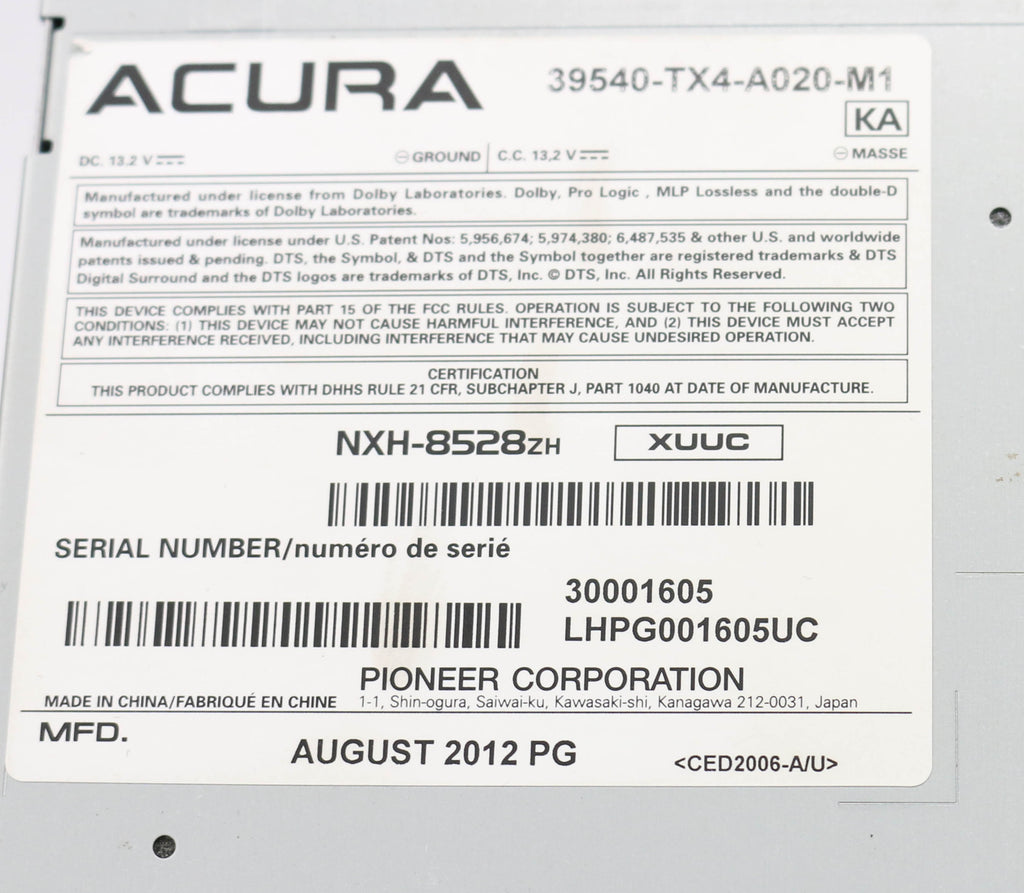 ACURA 39540-TX4-A020-M1
KA
DC. 13.2 V ⎓ ⊖ GROUND | C.C. 13,2 V ⎓ ⊖ MASSE
Manufactured under license from Dolby Laboratories. Dolby, Pro Logic , MLP Lossless and the double-D
symbol are trademarks of Dolby Laboratories.
Manufactured under license under U.S. Patent Nos: 5,956,674; 5,974,380; 6,487,535 & other U.S. and worldwide
patents issued & pending. DTS, the Symbol, & DTS and the Symbol together are registered trademarks & DTS
Digital Surround and the DTS logos are trademarks of DTS, Inc. © DTS, Inc. All Rights Reserved.
THIS DEVICE COMPLIES WITH PART 15 OF THE FCC RULES. OPERATION IS SUBJECT TO THE FOLLOWING TWO
CONDITIONS: (1) THIS DEVICE MAY NOT CAUSE HARMFUL INTERFERENCE, AND (2) THIS DEVICE MUST ACCEPT
ANY INTERFERENCE RECEIVED, INCLUDING INTERFERENCE THAT MAY CAUSE UNDESIRED OPERATION.
CERTIFICATION
THIS PRODUCT COMPLIES WITH DHHS RULE 21 CFR, SUBCHAPTER J, PART 1040 AT DATE OF MANUFACTURE.
NXH-8528ZH XUUC
SERIAL NUMBER/numéro de serié
30001605
LHPG001605UC
PIONEER CORPORATION
MADE IN CHINA/FABRIQUÉ EN CHINE 1-1, Shin-ogura, Saiwai-ku, Kawasaki-shi, Kanagawa 212-0031, Japan
MFD.
AUGUST 2012 PG <CED2006-A/U>